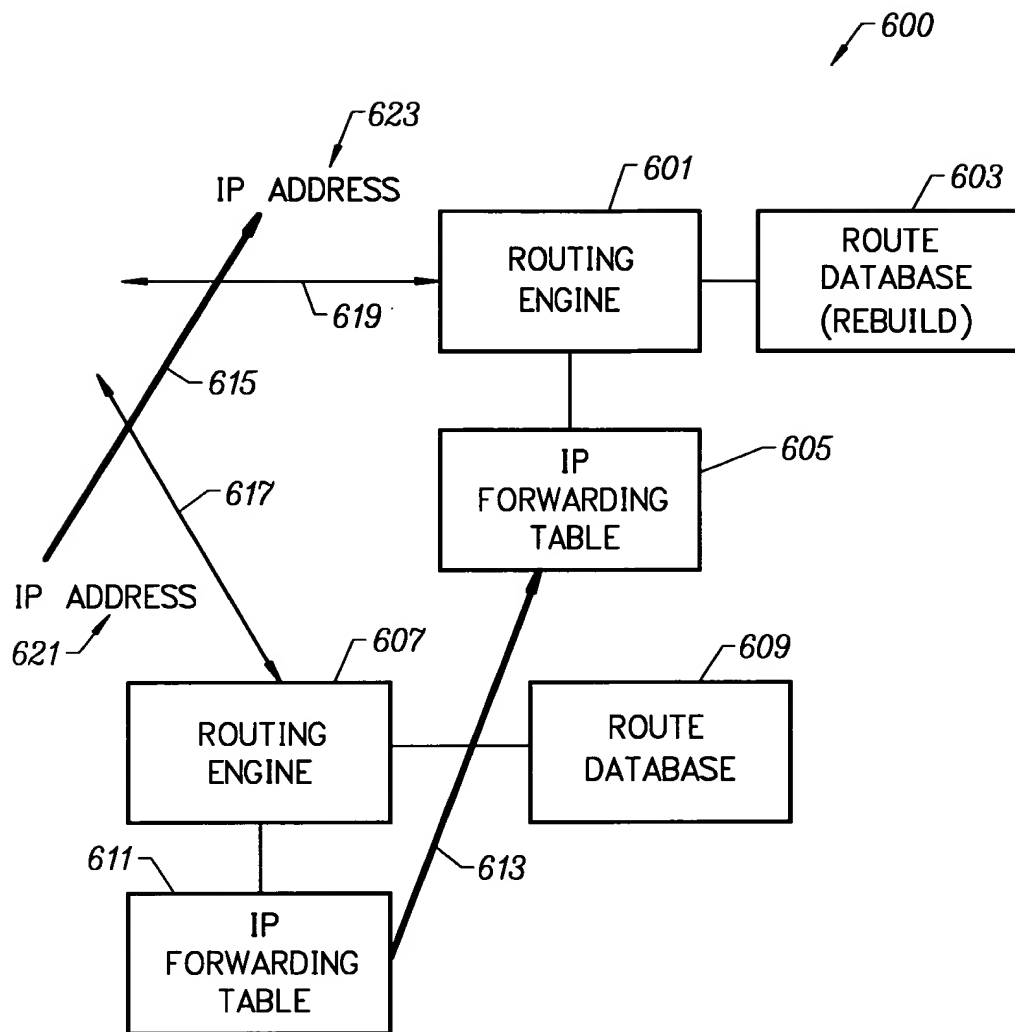 600
623
IP ADDRESS
601
603
ROUTING
ENGINE
ROUTE
DATABASE
(REBUILD)
619
615
605
IP
FORWARDING
TABLE
617
IP ADDRESS
621
607
609
ROUTING
ENGINE
ROUTE
DATABASE
613
611
IP
FORWARDING
TABLE